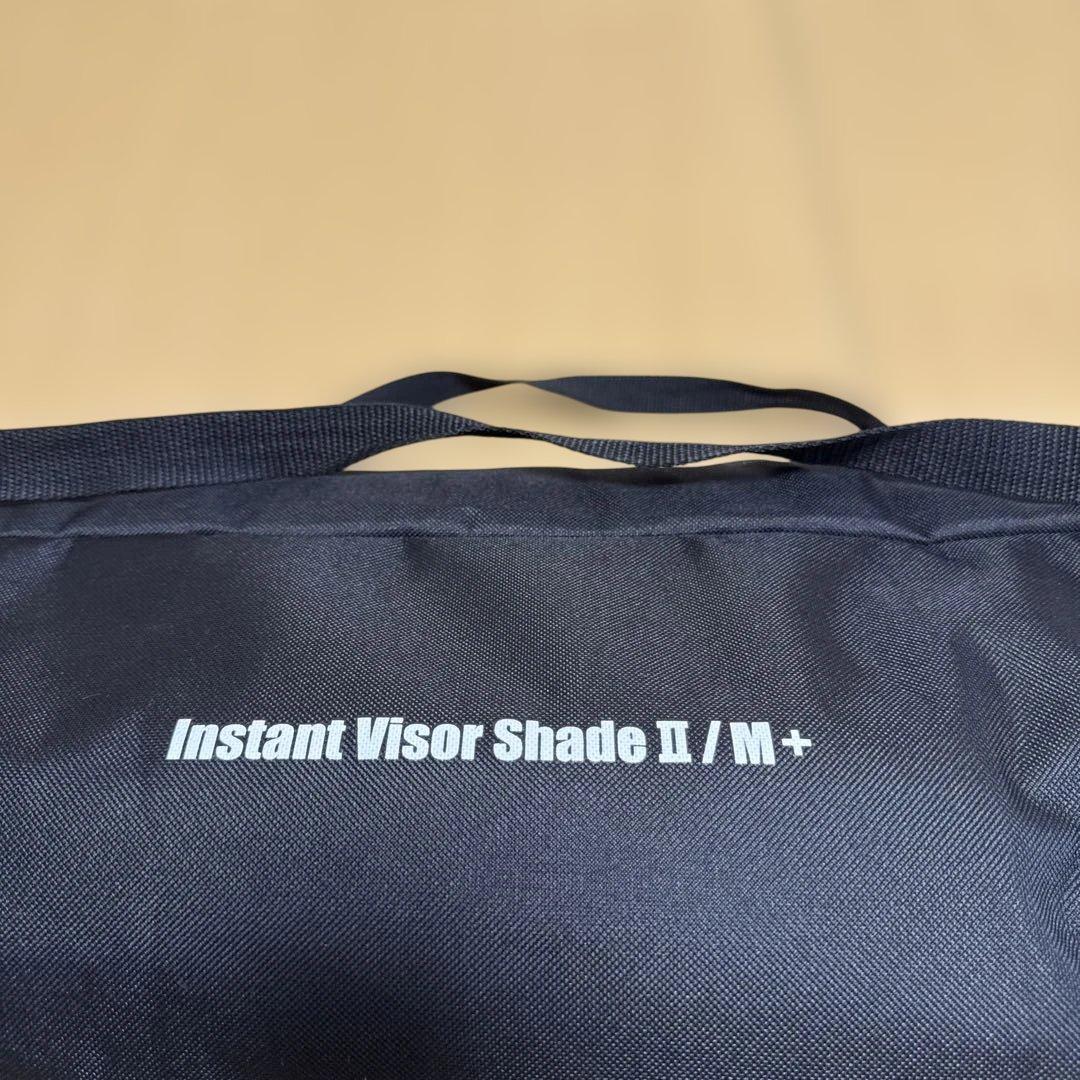 Instant Visor Shade Ⅱ / M+